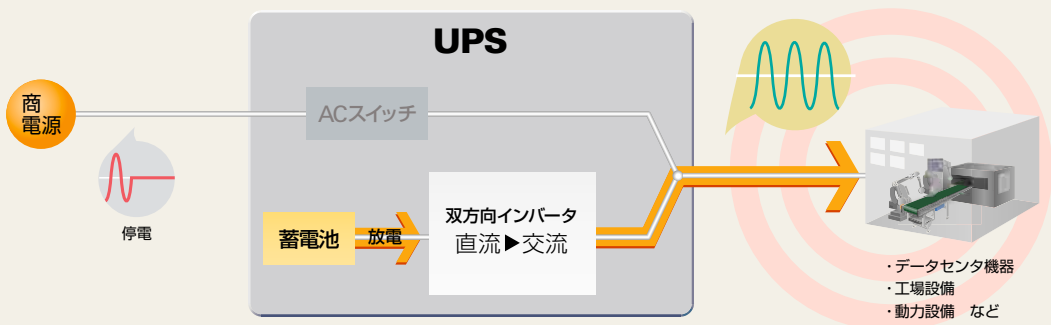 UPS
商
電源
ACスイッチ
停電
蓄電池
放電
双方向インバータ
直流▶交流
・データセンタ機器
・工場設備
・動力設備　など